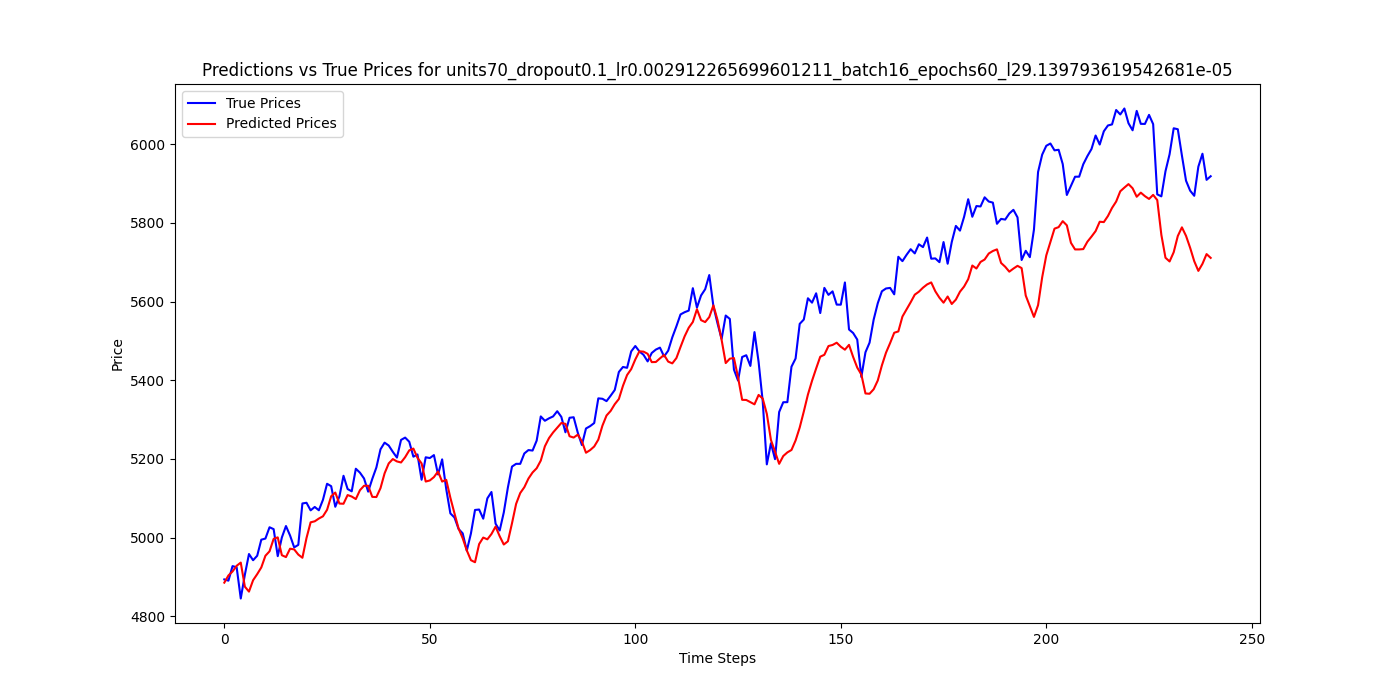 Predictions vs True Prices for units70_dropout0.1_lr0.002912265699601211_batch16_epochs60_l29.139793619542681e-05
True Prices
Predicted Prices
6000
5800
5600
5400
5200
5000
4800
Price
0 50 100 150 200 250
Time Steps